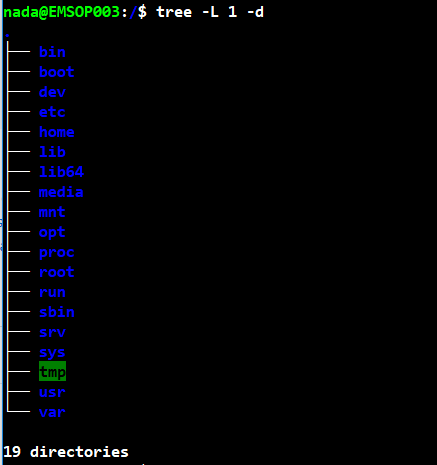 nada@EMSOP003:/$ tree -L 1 -d
.
├── bin
├── boot
├── dev
├── etc
├── home
├── lib
├── lib64
├── media
├── mnt
├── opt
├── proc
├── root
├── run
├── sbin
├── srv
├── sys
├── tmp
├── usr
└── var
19 directories